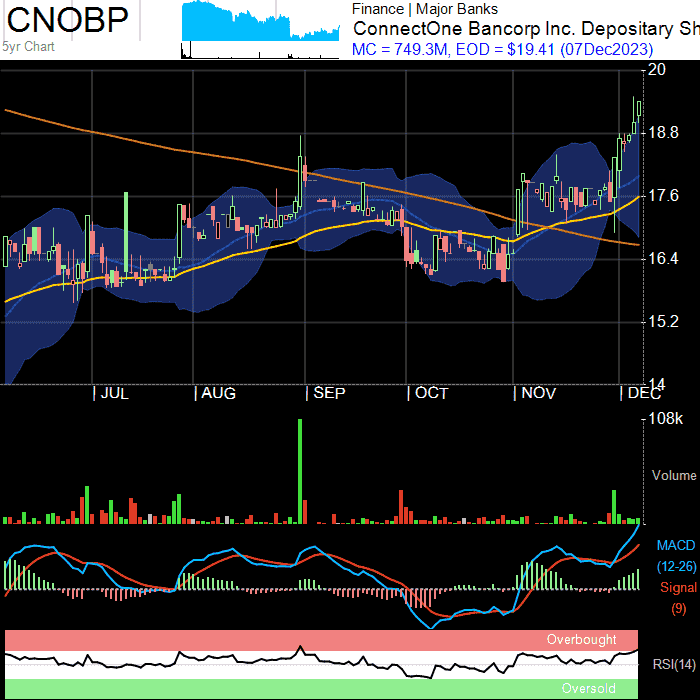 CNOBP
5yr Chart
Finance | Major Banks
ConnectOne Bancorp Inc. Depositary Sh
MC = 749.3M, EOD = $19.41 (07Dec2023)
20
18.8
17.6
16.4
15.2
14
| JUL | AUG | SEP | OCT | NOV | DEC
108k
Volume
MACD
(12-26)
Signal
(9)
Overbought
RSI(14)
Oversold